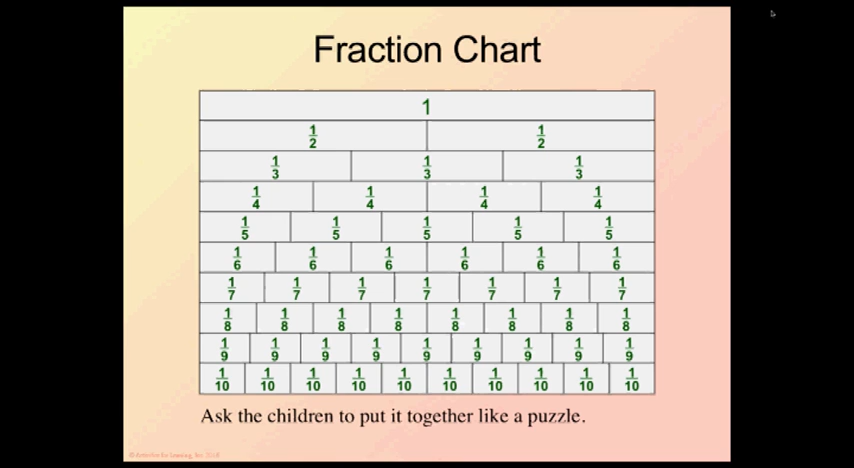 Fraction Chart
1
1/2 1/2
1/3 1/3 1/3
1/4 1/4 1/4 1/4
1/5 1/5 1/5 1/5 1/5
1/6 1/6 1/6 1/6 1/6 1/6
1/7 1/7 1/7 1/7 1/7 1/7 1/7
1/8 1/8 1/8 1/8 1/8 1/8 1/8 1/8
1/9 1/9 1/9 1/9 1/9 1/9 1/9 1/9 1/9
1/10 1/10 1/10 1/10 1/10 1/10 1/10 1/10 1/10 1/10
Ask the children to put it together like a puzzle.